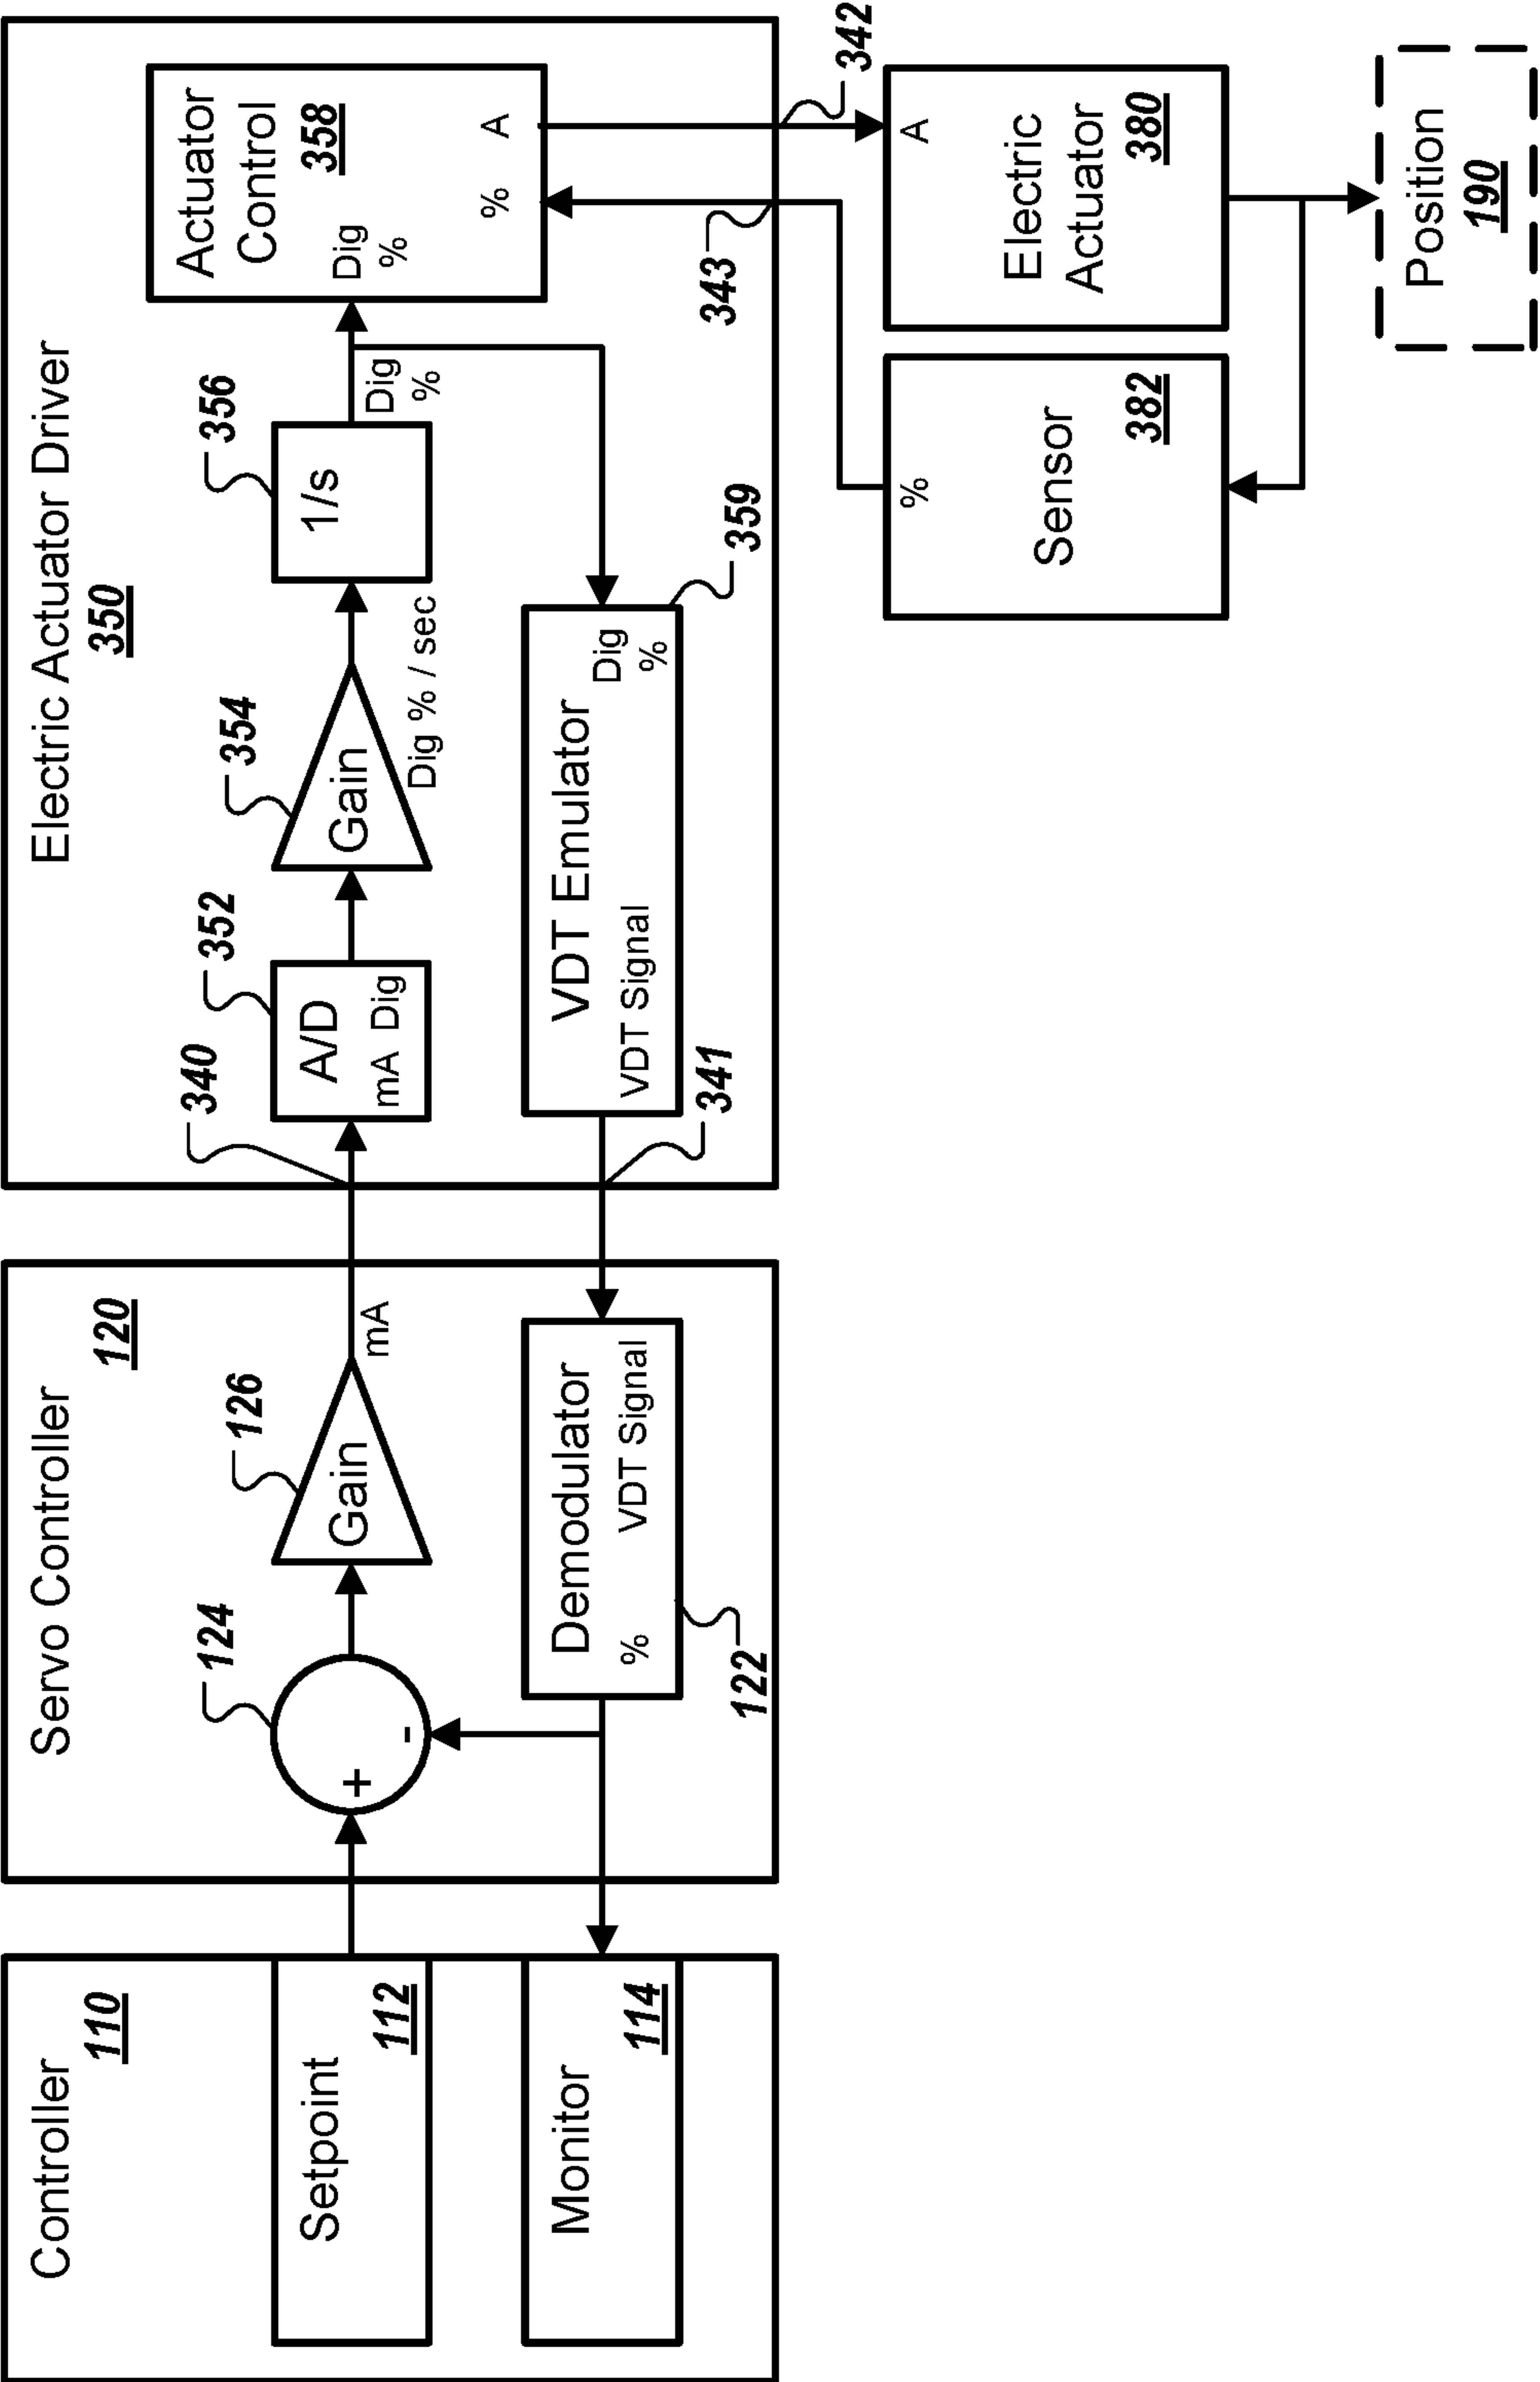 Controller
110
Setpoint
112
Monitor
114
Servo Controller
120
124
+
-
126
Gain
mA
Demodulator
% VDT Signal
122
Electric Actuator Driver
350
340
352
A/D
mA Dig
354
Gain
Dig % / sec
356
1/s
Dig
%
Actuator
Control
358
Dig
%
% A
VDT Emulator
VDT Signal
Dig
%
359
341
343
342
%
Sensor
382
A
Electric
Actuator
380
Position
190